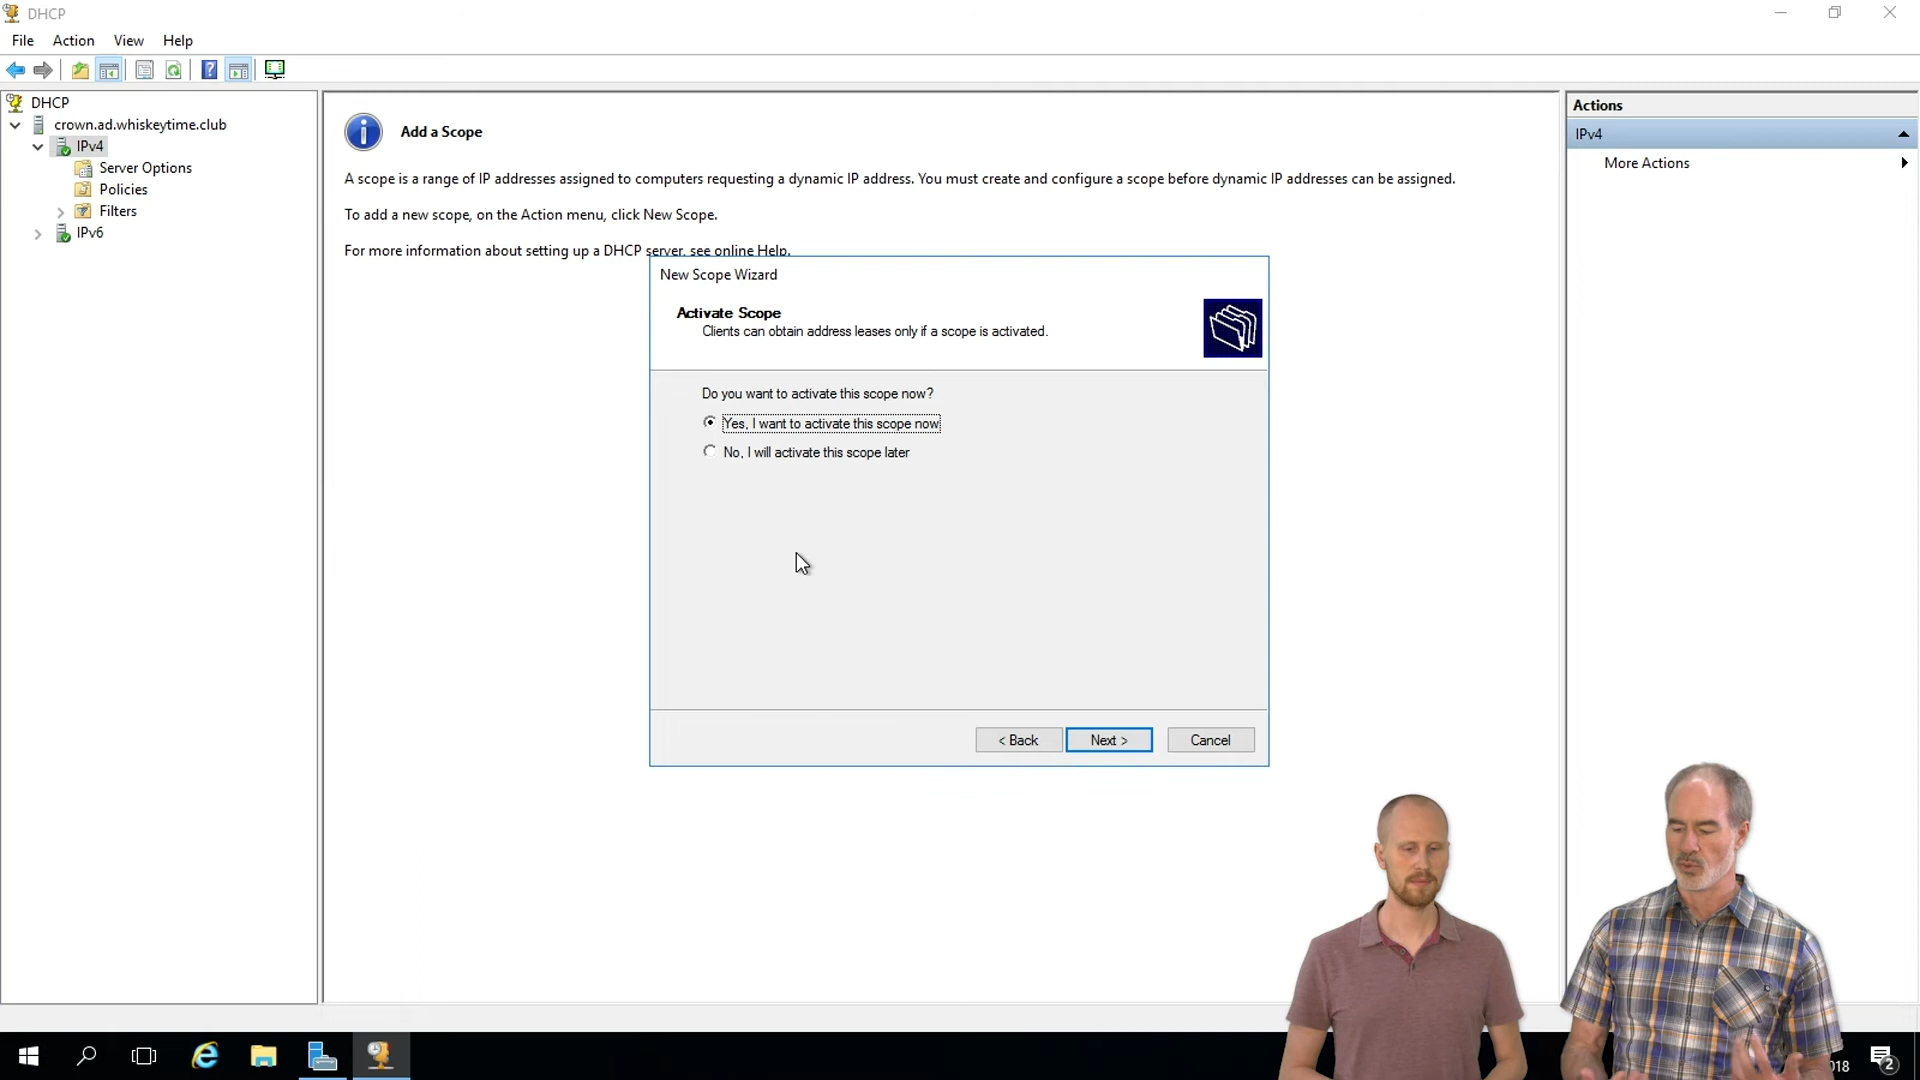 DHCP
File Action View Help
DHCP
crown.ad.whiskeytime.club
IPv4
Server Options
Policies
Filters
IPv6
Add a Scope
A scope is a range of IP addresses assigned to computers requesting a dynamic IP address. You must create and configure a scope before dynamic IP addresses can be assigned.
To add a new scope, on the Action menu, click New Scope.
For more information about setting up a DHCP server, see online Help.
New Scope Wizard
Activate Scope
Clients can obtain address leases only if a scope is activated.
Do you want to activate this scope now?
Yes, I want to activate this scope now
No, I will activate this scope later
< Back Next > Cancel
Actions
IPv4
More Actions
018
2